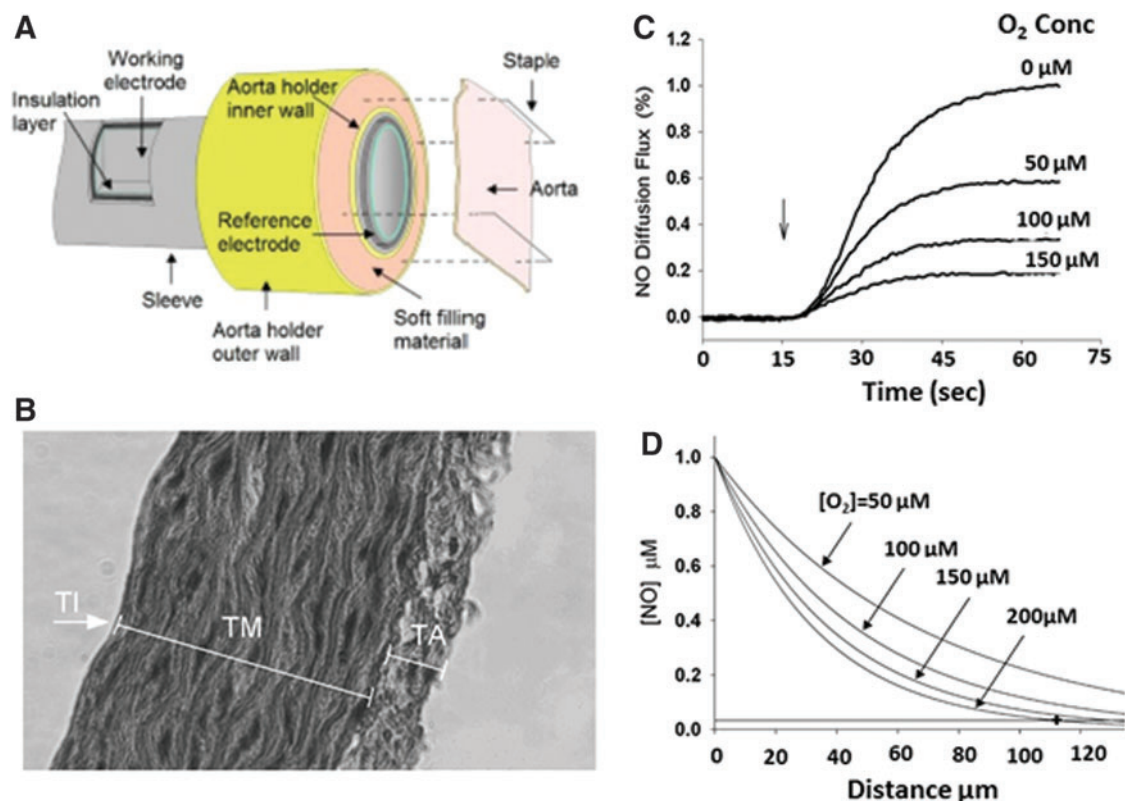 A
Working
electrode
Insulation
layer
Aorta holder
inner wall
Staple
Aorta
Reference
electrode
Sleeve
Aorta holder
outer wall
Soft filling
material
B
TI
TM
TA
C
O₂ Conc
NO Diffusion Flux (%)
1.2
1.0
0.8
0.6
0.4
0.2
0.0
0 µM
50 µM
100 µM
150 µM
0
15
30
45
60
75
Time (sec)
D
[NO] µM
1.0
0.8
0.6
0.4
0.2
0.0
[O₂]=50 µM
100 µM
150 µM
200µM
0
20
40
60
80
100
120
Distance µm